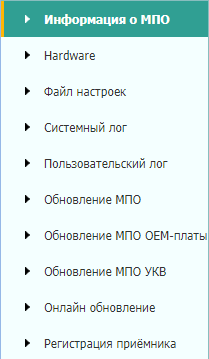 Информация о МПО
Hardware
Файл настроек
Системный лог
Пользовательский лог
Обновление МПО
Обновление МПО OEM-платы
Обновление МПО УКВ
Онлайн обновление
Регистрация приёмника